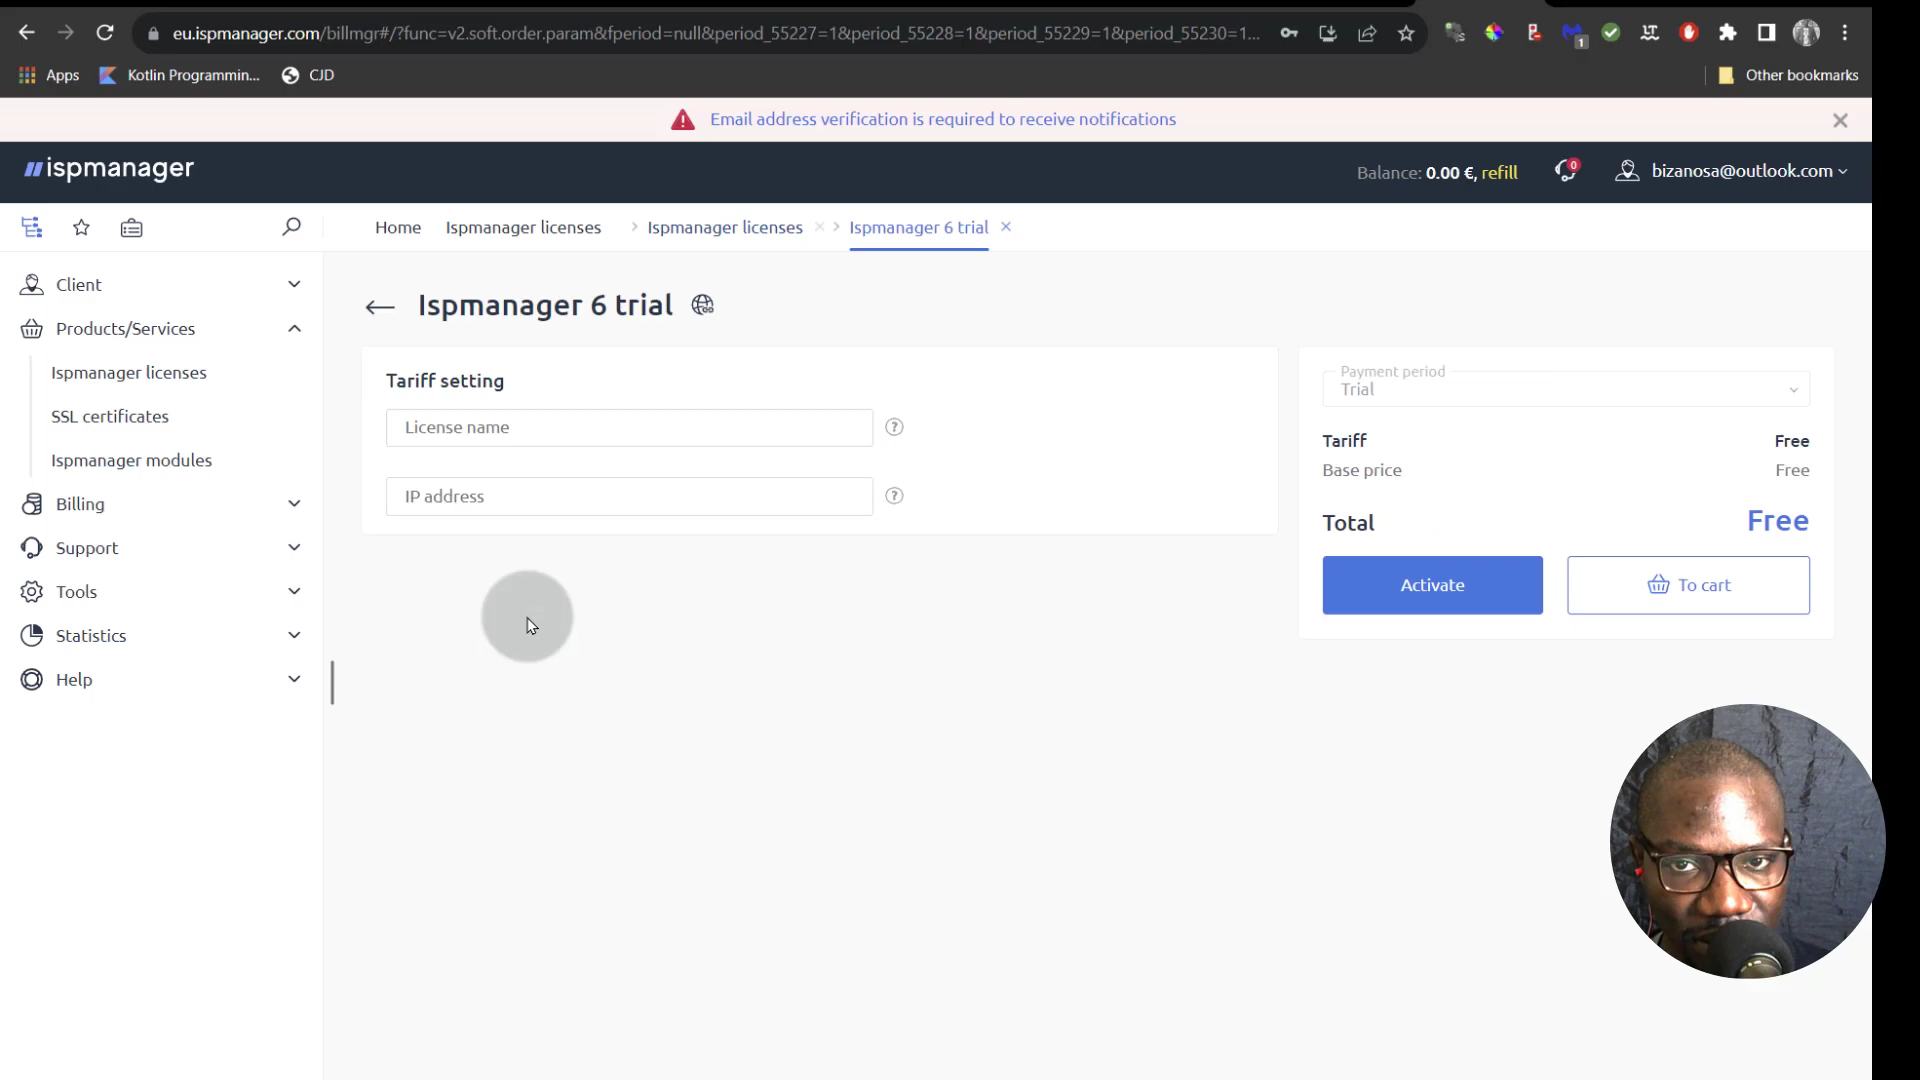 eu.ispmanager.com/billmgr#/?func=v2.soft.order.param&fperiod=null&period_55227=1&period_55228=1&period_55229=1&period_55230=1...
1
Apps
Kotlin Programmin...
CJD
Other bookmarks
Email address verification is required to receive notifications
ispmanager
Balance: 0.00 €, refill
0
bizanosa@outlook.com
Home
Ispmanager licenses
Ispmanager licenses
Ispmanager 6 trial
Client
Products/Services
Ispmanager licenses
SSL certificates
Ispmanager modules
Billing
Support
Tools
Statistics
Help
Ispmanager 6 trial
Tariff setting
License name
?
IP address
?
Payment period
Trial
Tariff Free
Base price Free
Total Free
Activate
To cart